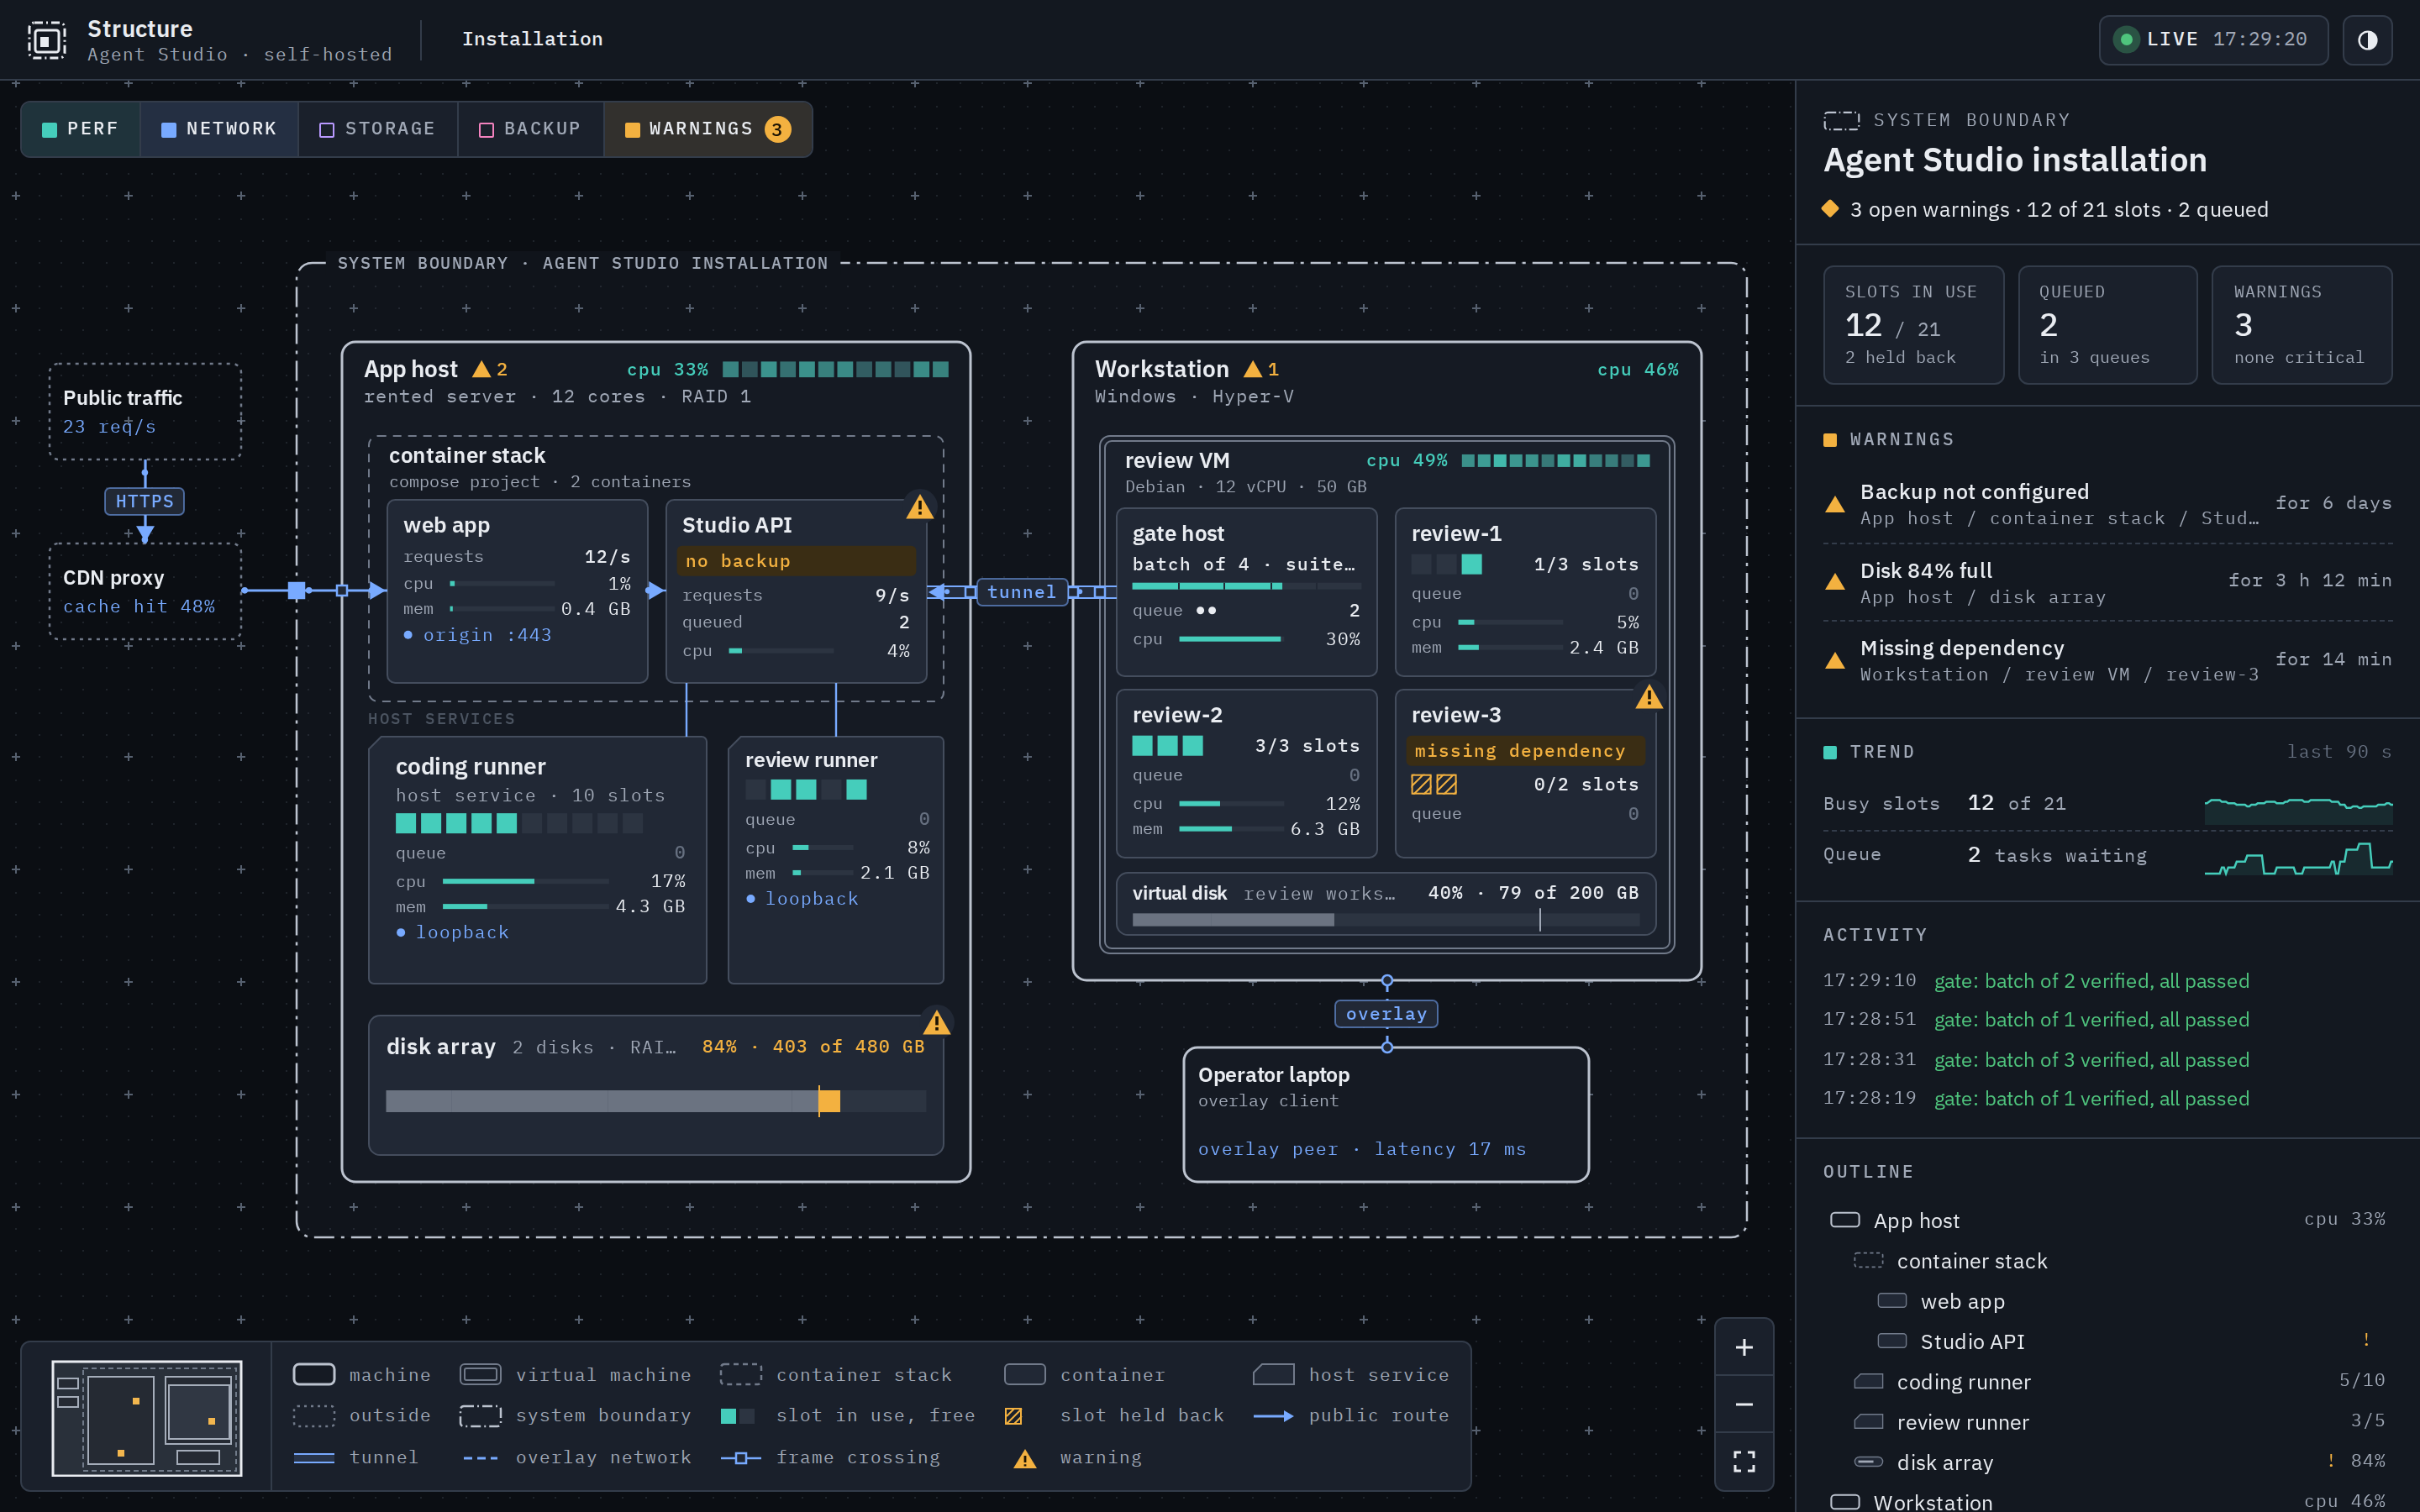 Structure
Agent Studio · self-hosted
Installation
LIVE 17:29:20
PERF
NETWORK
STORAGE
BACKUP
WARNINGS 3
SYSTEM BOUNDARY · AGENT STUDIO INSTALLATION
Public traffic
23 req/s
HTTPS
CDN proxy
cache hit 48%
App host 2 cpu 33%
rented server · 12 cores · RAID 1
container stack
compose project · 2 containers
web app
requests 12/s
cpu 1%
mem 0.4 GB
origin :443
Studio API
no backup
requests 9/s
queued 2
cpu 4%
HOST SERVICES
coding runner
host service · 10 slots
queue 0
cpu 17%
mem 4.3 GB
loopback
review runner
queue 0
cpu 8%
mem 2.1 GB
loopback
disk array 2 disks · RAI… 84% · 403 of 480 GB
tunnel
Workstation 1 cpu 46%
Windows · Hyper-V
review VM cpu 49%
Debian · 12 vCPU · 50 GB
gate host
batch of 4 · suite…
queue 2
cpu 30%
review-1
1/3 slots
queue 0
cpu 5%
mem 2.4 GB
review-2
3/3 slots
queue 0
cpu 12%
mem 6.3 GB
review-3
missing dependency
0/2 slots
queue 0
virtual disk review works… 40% · 79 of 200 GB
overlay
Operator laptop
overlay client
overlay peer · latency 17 ms
machine
virtual machine
container stack
container
host service
outside
system boundary
slot in use, free
slot held back
public route
tunnel
overlay network
frame crossing
warning
SYSTEM BOUNDARY
Agent Studio installation
3 open warnings · 12 of 21 slots · 2 queued
SLOTS IN USE
12 / 21
2 held back
QUEUED
2
in 3 queues
WARNINGS
3
none critical
WARNINGS
Backup not configured
App host / container stack / Stud…
for 6 days
Disk 84% full
App host / disk array
for 3 h 12 min
Missing dependency
Workstation / review VM / review-3
for 14 min
TREND last 90 s
Busy slots 12 of 21
Queue 2 tasks waiting
ACTIVITY
17:29:10 gate: batch of 2 verified, all passed
17:28:51 gate: batch of 1 verified, all passed
17:28:31 gate: batch of 3 verified, all passed
17:28:19 gate: batch of 1 verified, all passed
OUTLINE
App host cpu 33%
container stack
web app
Studio API !
coding runner 5/10
review runner 3/5
disk array ! 84%
Workstation cpu 46%